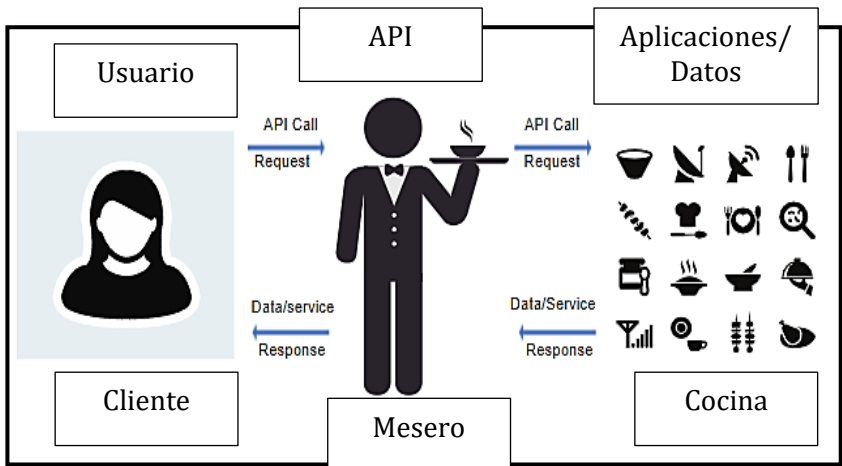 API
Usuario
Aplicaciones/
Datos
API Call
Request
API Call
Request
Data/service
Response
Data/Service
Response
Cliente
Mesero
Cocina